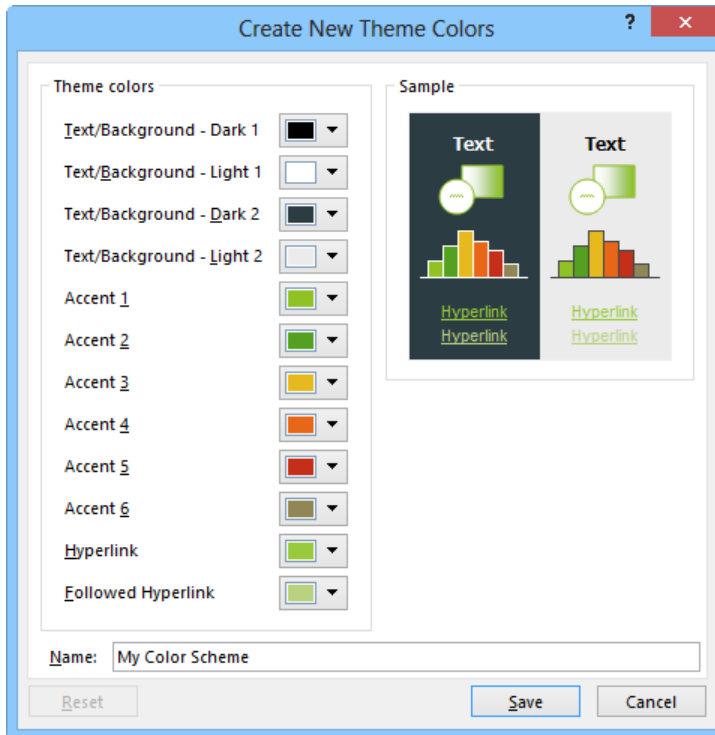 Create New Theme Colors
?
Theme colors
Text/Background - Dark 1
Text/Background - Light 1
Text/Background - Dark 2
Text/Background - Light 2
Accent 1
Accent 2
Accent 3
Accent 4
Accent 5
Accent 6
Hyperlink
Followed Hyperlink
Sample
Text Text
Hyperlink Hyperlink
Hyperlink Hyperlink
Name: My Color Scheme
Reset Save Cancel